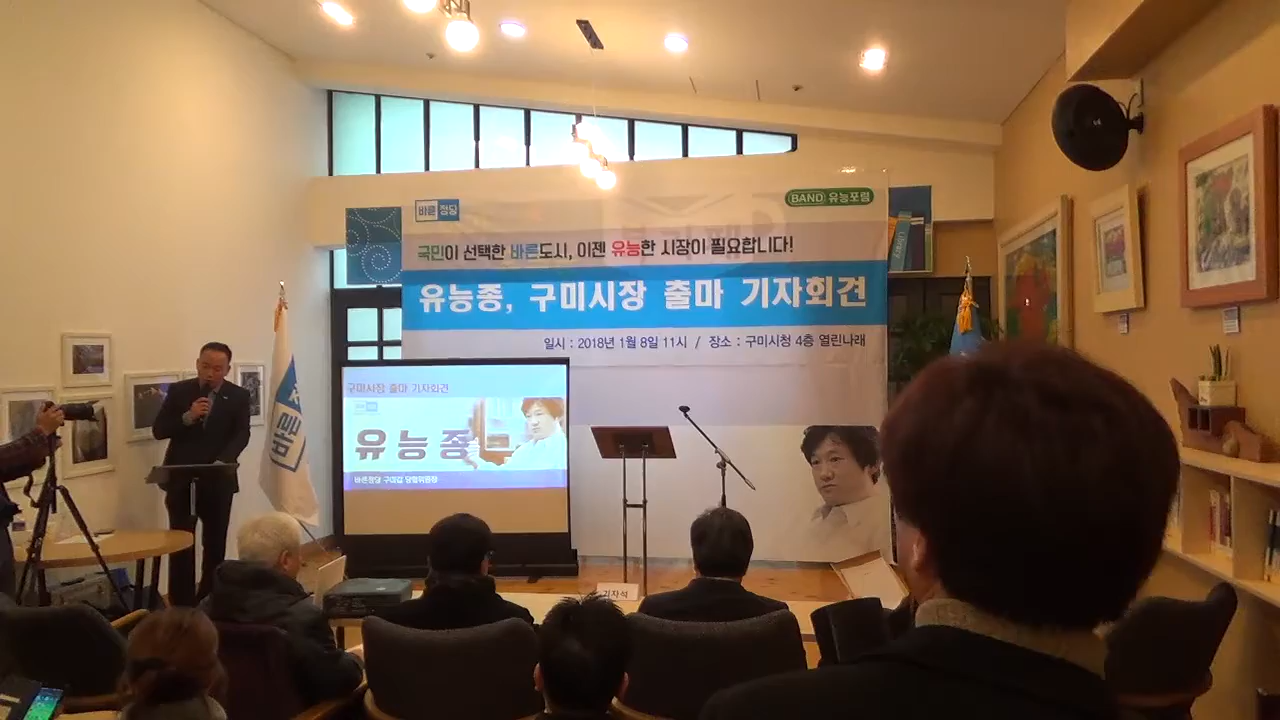 바른정당
BAND 유능포럼
국민이 선택한 바른도시, 이젠 유능한 시장이 필요합니다!
유능종, 구미시장 출마 기자회견
일시 : 2018년 1월 8일 11시 / 장소 : 구미시청 4층 열린나래
구미시장 출마 기자회견
유능종
바른정당 구미갑 당협위원장
바른
기자석